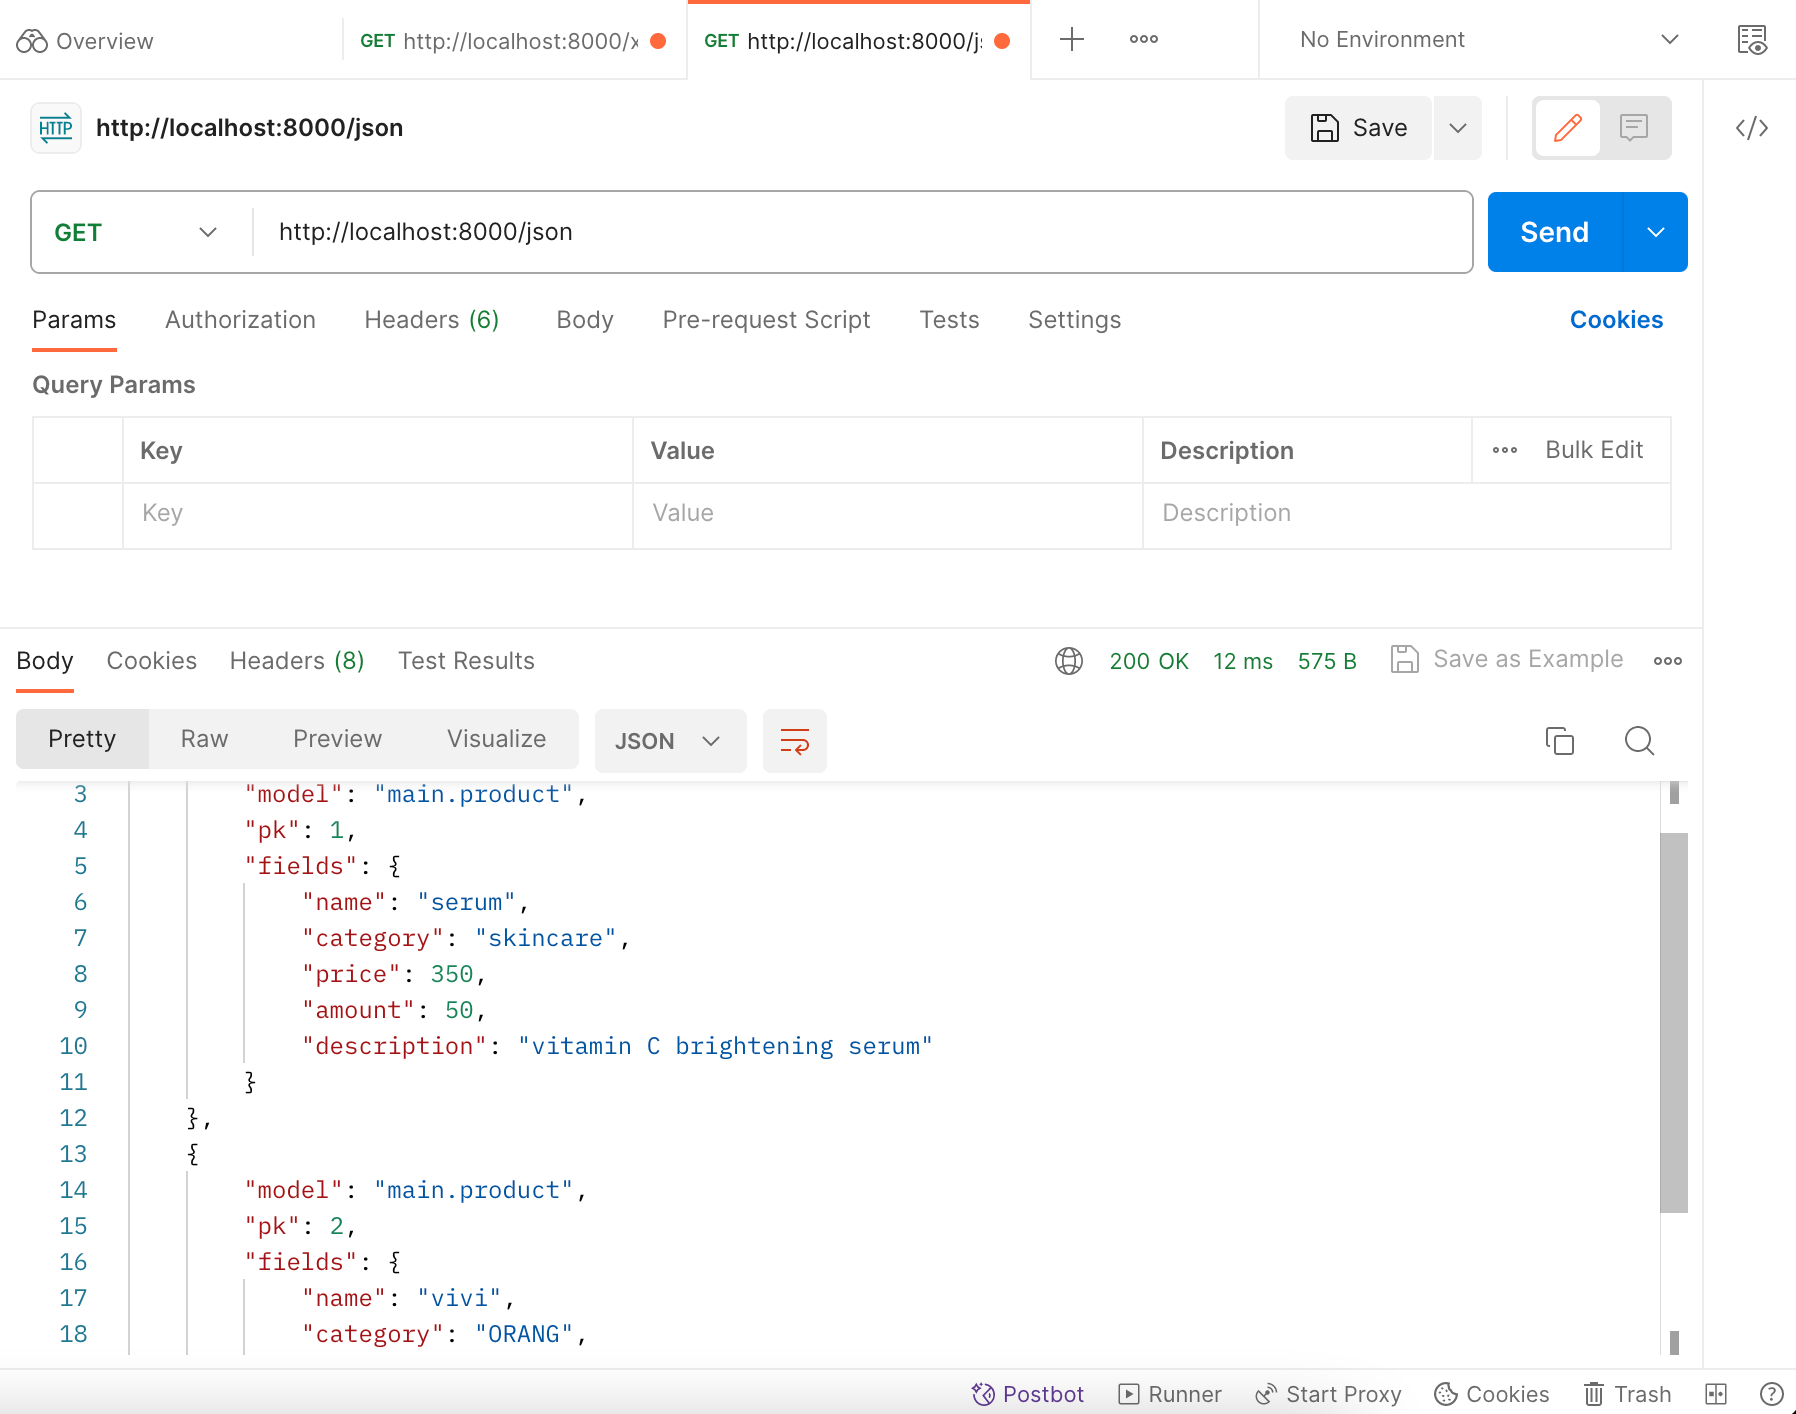 Overview
GET http://localhost:8000/x
GET http://localhost:8000/j
No Environment
HTTP http://localhost:8000/json
Save
GET http://localhost:8000/json
Send
Params Authorization Headers (6) Body Pre-request Script Tests Settings Cookies
Query Params
Key Value Description Bulk Edit
Key Value Description
Body Cookies Headers (8) Test Results 200 OK 12 ms 575 B Save as Example
Pretty Raw Preview Visualize JSON
3 "model": "main.product",
4 "pk": 1,
5 "fields": {
6 "name": "serum",
7 "category": "skincare",
8 "price": 350,
9 "amount": 50,
10 "description": "vitamin C brightening serum"
11 }
12 },
13 {
14 "model": "main.product",
15 "pk": 2,
16 "fields": {
17 "name": "vivi",
18 "category": "ORANG",
Postbot Runner Start Proxy Cookies Trash